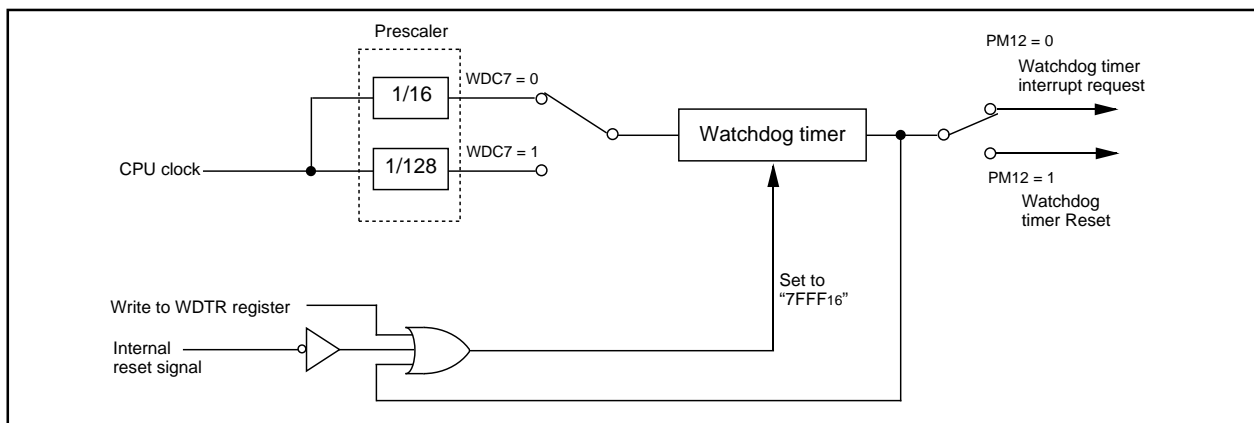 Prescaler
1/16
1/128
WDC7 = 0
WDC7 = 1
CPU clock
Watchdog timer
PM12 = 0
Watchdog timer
interrupt request
PM12 = 1
Watchdog
timer Reset
Set to
“7FFF16”
Write to WDTR register
Internal
reset signal